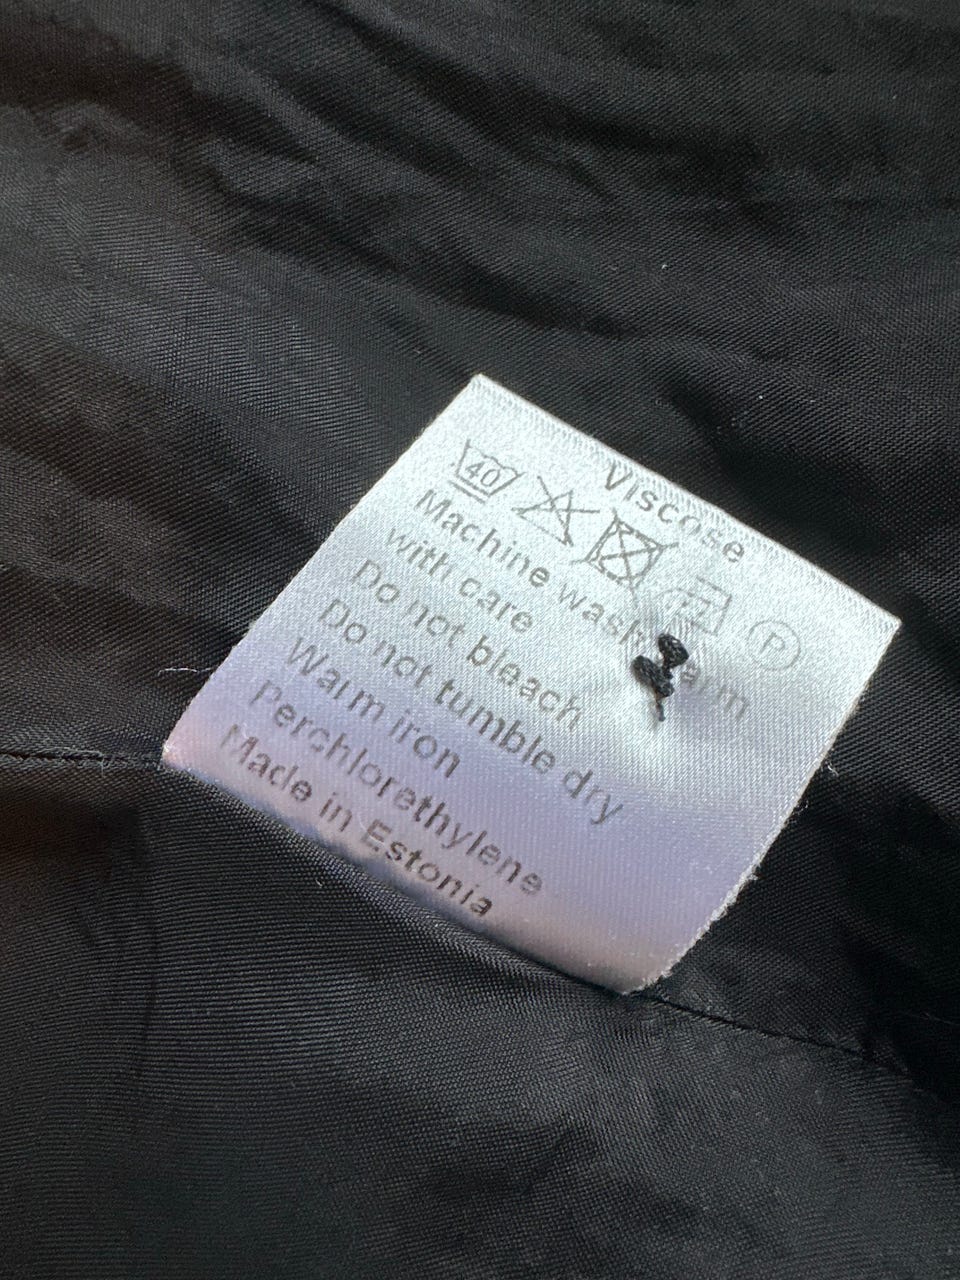 Viscose
40 P
Machine wash warm
with care
Do not bleach
Do not tumble dry
Warm iron
Perchlorethylene
Made in Estonia